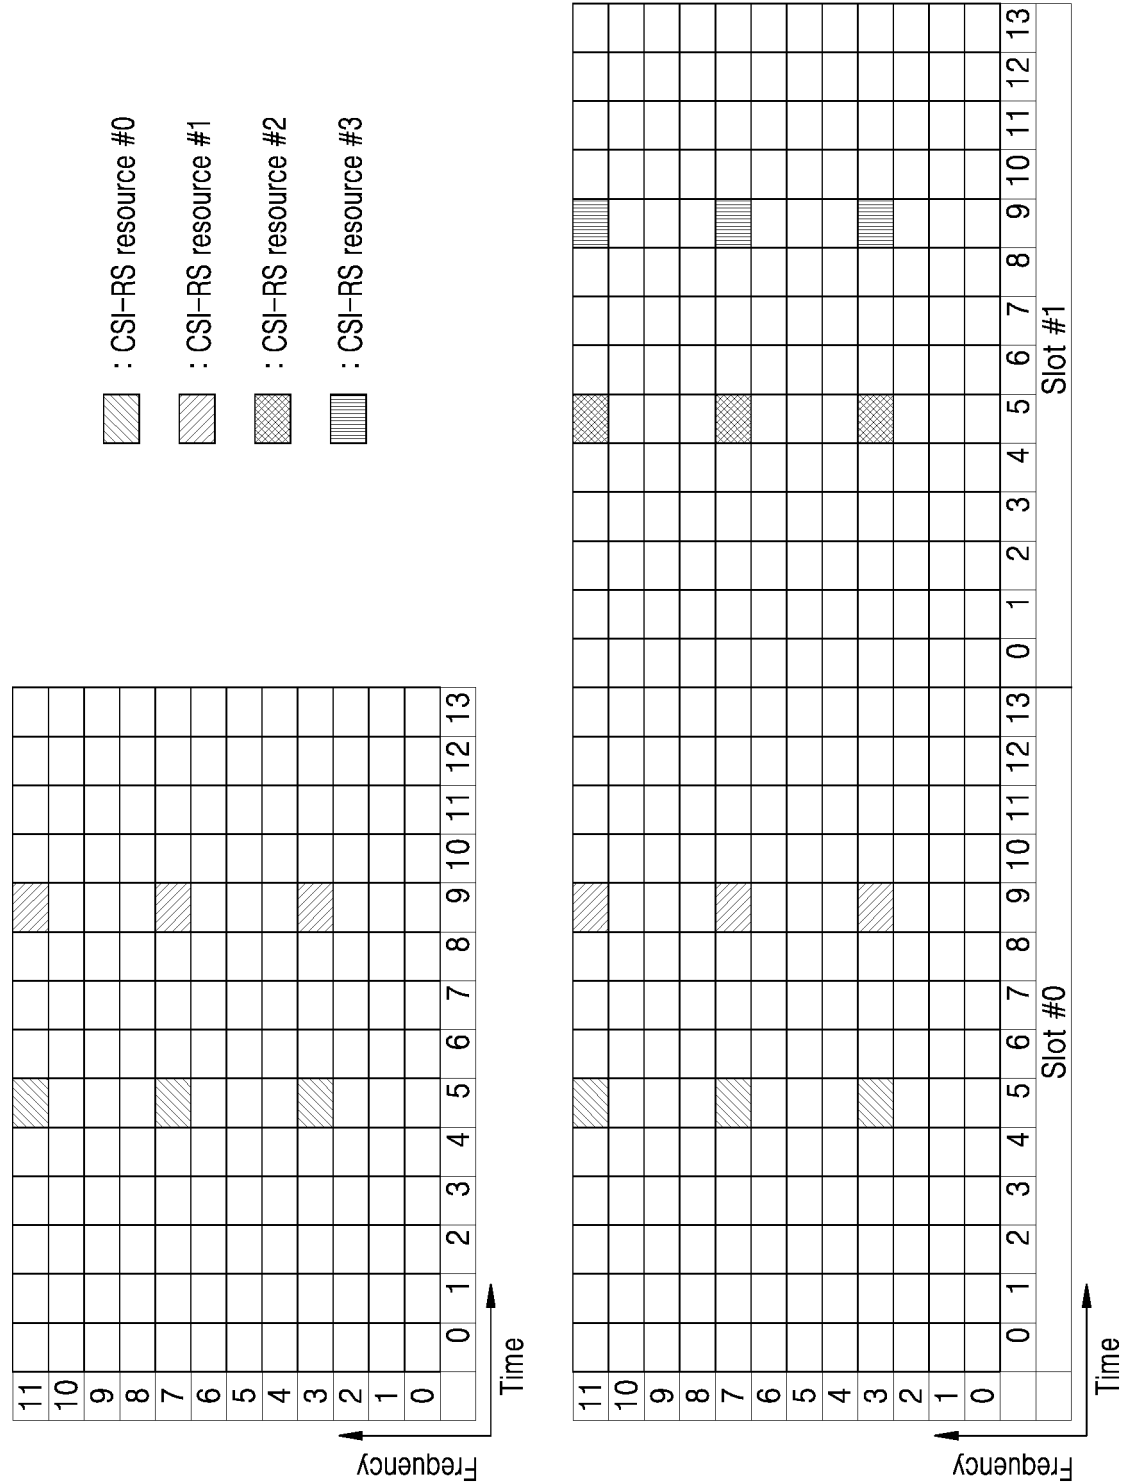 11
10
9
8
7
6
5
4
3
2
1
0
0 1 2 3 4 5 6 7 8 9 10 11 12 13
Frequency
Time
: CSI-RS resource #0
: CSI-RS resource #1
: CSI-RS resource #2
: CSI-RS resource #3
11
10
9
8
7
6
5
4
3
2
1
0
0 1 2 3 4 5 6 7 8 9 10 11 12 13 0 1 2 3 4 5 6 7 8 9 10 11 12 13
Slot #0 Slot #1
Frequency
Time